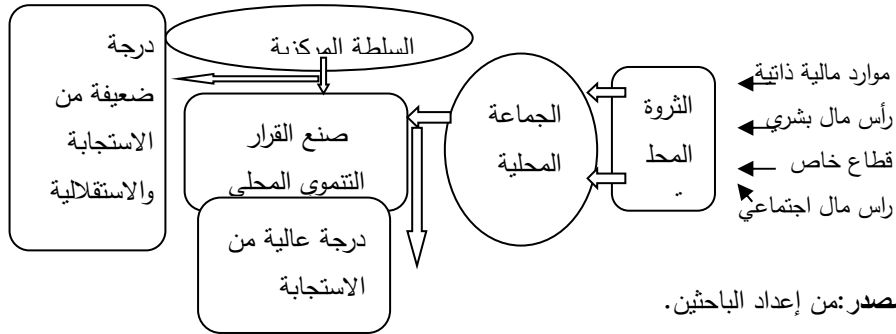 موارد مالية ذاتية
رأس مال بشري
قطاع خاص
راس مال اجتماعي
الثروة
المحل
الجماعة
المحلية
السلطة المركزية
صنع القرار
التنموي المحلي
درجة عالية من
الاستجابة
درجة
ضعيفة من
الاستجابة
والاستقلالية
صدر:من إعداد الباحثين.